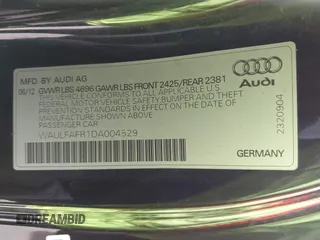 MFD. BY AUDI AG
06/12 GVWR LBS 4696 GAWR LBS FRONT 2425/REAR 2381
THIS VEHICLE CONFORMS TO ALL APPLICABLE
FEDERAL MOTOR VEHICLE SAFETY BUMPER AND THEFT
PREVENTION STANDARDS IN EFFECT ON THE
DATE OF MANUFACTURE SHOWN ABOVE
WAULFAFR1DA004529
PASSENGER CAR
Audi
2320904
GERMANY
BIDREAMBID